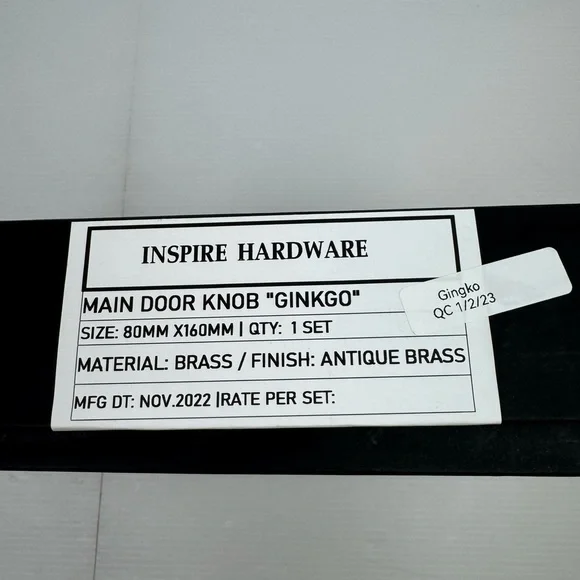 INSPIRE HARDWARE
MAIN DOOR KNOB "GINKGO"
SIZE: 80MM X160MM | QTY: 1 SET
MATERIAL: BRASS / FINISH: ANTIQUE BRASS
MFG DT: NOV.2022 |RATE PER SET:
Gingko
QC 1/2/23